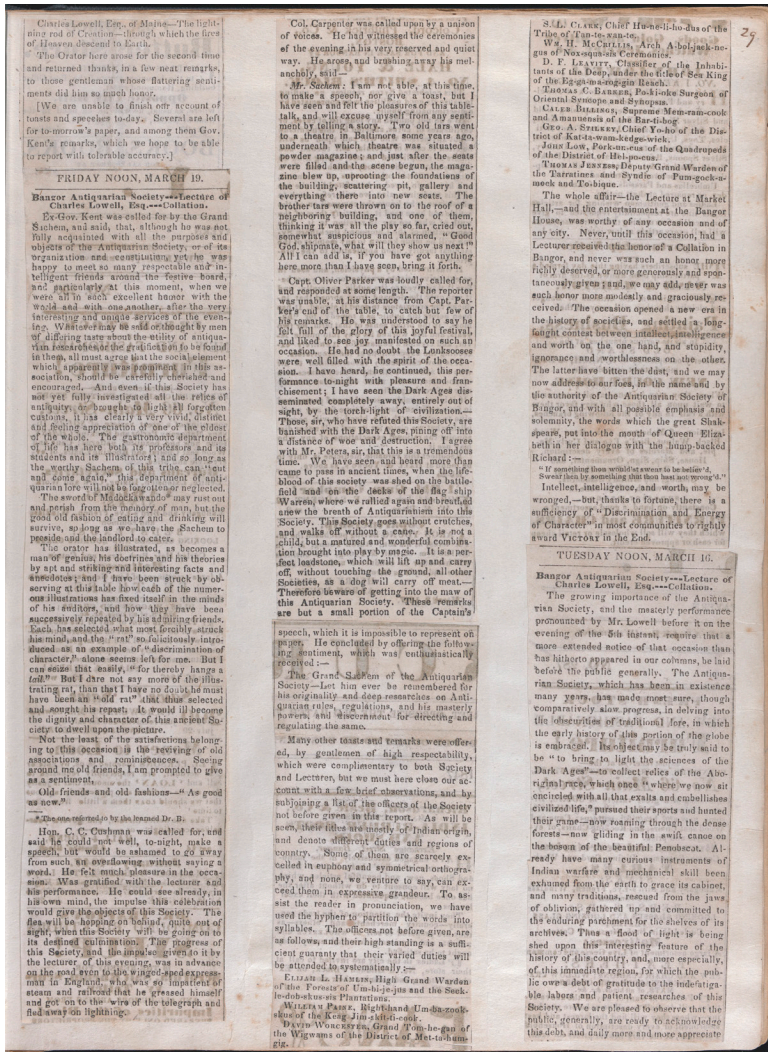 29
Charles Lowell, Esq., of Maine—The light-
ning rod of Creation—through which the fires
of Heaven descend to Earth.
The Orator here arose for the second time
and returned thanks, in a few neat remarks,
to those gentleman whose flattering senti-
ments did him so much honor.
[We are unable to finish our account of
toasts and speeches to-day. Several are left
for to-morrow's paper, and among them Gov.
Kent's remarks, which we hope to be able
to report with tolerable accuracy.]
FRIDAY NOON, MARCH 19.
Bangor Antiquarian Society---Lecture of
Charles Lowell, Esq.---Collation.
Ex-Gov. Kent was called for by the Grand
Sachem, and said, that, although he was not
fully acquainted with all the purposes and
objects of the Antiquarian Society, or of its
organization and constitution, yet he was
happy to meet so many respectable and in-
telligent friends around the festive board,
and particularly at this moment, when we
were all in such excellent humor with the
world and with one another, after the very
interesting and unique services of the even-
ing. Whatever may be said or thought by men
of differing taste about the utility of antiqua-
rian researches, or the gratification to be found
in them, all must agree that the social element
which apparently was prominent in this as-
sociation, should be carefully cherished and
encouraged. And even if this Society has
not yet fully investigated all the relics of
antiquity, or brought to light all forgotten
customs, it has clearly a very vivid, distinct
and feeling appreciation of one of the eldest
of the whole. The gastronomic department
of life has here both its professors and its
students and its illustrators; and so long as
the worthy Sachem of this tribe can "cut
and come again," this department of anti-
quarian lore will not be forgotten or neglected.
The sword of Madockawando* may rust out
and perish from the memory of man, but the
good old fashion of eating and drinking will
survive, so long as we have the Sachem to
preside and the landlord to cater.
The orator has illustrated, as becomes a
man of genius, his doctrines and his theories
by apt and striking and interesting facts and
anecdotes; and I have been struck by ob-
serving at this table how each of the numer-
ous illustrations has fixed itself in the minds
of his auditors, and how they have been
successively repeated by his admiring friends.
Each has selected what most forcibly struck
his mind, and the "rat" so felicitously intro-
duced as an example of "discrimination of
character," alone seems left for me. But I
can seize that easily, "for thereby hangs a
tail." But I dare not say more of the illus-
trating rat, than that I have no doubt he must
have been an "old rat" that thus selected
and sought his repast. It would ill become
the dignity and character of this ancient So-
ciety to dwell upon the picture.
Not the least of the satisfactions belong-
ing to this occasion is the reviving of old
associations and reminiscences. Seeing
around me old friends, I am prompted to give
as a sentiment,
Old friends and old fashions—"As good
as new."
* The one referred to by the learned Dr. B.
Hon. C. C. Cushman was called for, and
said he could not well, to-night, make a
speech, but would be ashamed to go away
from such an overflowing without saying a
word. He felt much pleasure in the occa-
sion. Was gratified with the lecturer and
his performance. He could see already, in
his own mind, the impulse this celebration
would give the objects of this Society. The
flea will be hopping on behind, quite out of
sight, when this Society will be going on to
its destined culmination. The progress of
this Society, and the impulse given to it by
the lecturer of this evening, was in advance
on the road even to the winged-sped express-
man in England, who was so impatient of
steam and railroad that he greased himself
and got on to the wire of the telegraph and
fled away on lightning.
Col. Carpenter was called upon by a unison
of voices. He had witnessed the ceremonies
of the evening in his very reserved and quiet
way. He arose, and brushing away his mel-
ancholy, said—
Mr. Sachem: I am not able, at this time,
to make a speech, nor give a toast, but I
have seen and felt the pleasures of this table-
talk, and will excuse myself from any senti-
ment by telling a story. Two old tars went
to a theatre in Baltimore some years ago,
underneath which theatre was situated a
powder magazine; and just after the seats
were filled and the scenes begun, the maga-
zine blew up, uprooting the foundations of
the building, scattering pit, gallery and
everything there into new seats. The
brother tars were thrown on to the roof of a
neighboring building, and one of them,
thinking it was all the play so far, cried out,
somewhat suspicious and alarmed, "Good
God, shipmate, what will they show us next!"
All I can add is, if you have got anything
here more than I have seen, bring it forth.
Capt. Oliver Parker was loudly called for,
and responded at some length. The reporter
was unable, at his distance from Capt. Par-
ker's end of the table, to catch but few of
his remarks. He was understood to say he
felt full of the glory of this joyful festival,
and liked to see joy manifested on such an
occasion. He had no doubt the Lunksooses
were well filled with the spirit of the occa-
sion. I have heard, he continued, this per-
formance to-night with pleasure and fran-
chisement; I have seen the Dark Ages dis-
seminated completely away, entirely out of
sight, by the torch-light of civilization.—
Those, sir, who have refuted this Society, are
banished with the Dark Ages, pining off into
a distance of woe and destruction. I agree
with Mr. Peters, sir, that this is a tremendous
time. We have seen and heard more than
came to pass in ancient times, when the life-
blood of this society was shed on the battle-
field and on the decks of the flag ship
Warren, where we rallied again and breathed
anew the breath of Antiquarianism into this
Society. This Society goes without crutches,
and walks off without a cane. It is not a
child, but a matured and wonderful combina-
tion brought into play by magic. It is a per-
fect loadstone, which will lift up and carry
off, without touching the ground, all other
Societies, as a dog will carry off meat.—
Therefore beware of getting into the maw of
this Antiquarian Society. These remarks
are but a small portion of the Captain's
speech, which it is impossible to represent on
paper. He concluded by offering the follow-
ing sentiment, which was enthusiastically
received:—
The Grand Sachem of the Antiquarian
Society—Let him ever be remembered for
his originality and deep researches on Anti-
quarian rules, regulations, and his masterly
powers, and discernment for directing and
regulating the same.
Many other toasts and remarks were offer-
ed, by gentlemen of high respectability,
which were complimentary to both Society
and Lecturer, but we must here close our ac-
count with a few brief observations, and by
subjoining a list of the officers of the Society
not before given in this report. As will be
seen, their titles are mostly of Indian origin,
and denote different duties and regions of
country. Some of them are scarcely ex-
celled in euphony and symmetrical orthogra-
phy, and none, we venture to say, can ex-
ceed them in expressive grandeur. To as-
sist the reader in pronunciation, we have
used the hyphen to partition the words into
syllables. The officers not before given, are
as follows, and their high standing is a suffi-
cient guaranty that their varied duties will
be attended to systematically:—
ELIJAH L. HAMLIN, High Grand Warden
of the Forests of Um-bi-je-jus and the Seek-
le-dob-skus-is Plantations.
WILLIAM PAINE, Right-hand Um-ba-zook-
skus of the Keag Jim-skit-ti-cook.
DAVID WORCESTER, Grand Tom-he-gan of
the Wigwams of the District of Met-ta-hum-
gig.
S. L. CLARK, Chief Hu-ne-li-ho-dus of the
Tribe of Tan-te-van-te.
WM. H. MCCRILLIS, Arch A-bol-jack-ne-
gus of Nox-qua-sis Ceremonies.
D. F. LEAVITT, Classifier of the Inhabi-
tants of the Deep, under the title of Sea King
of the Eg-ga-ma-rog-gin Reach.
THOMAS C. BARKER, Po-ki-oke Surgeon of
Oriental Syncope and Synopsis.
CALEB BILLINGS, Supreme Mem-ram-cook
and Amanuensis of the Bar-ti-bog
GEO. A. STILKEY, Chief Yo-ho of the Dis-
trict of Kat-ta-wam-kedge-wick.
JOHN LOW, Pork-un-cus of the Quadrupeds
of the District of Hel-po-cus.
THOMAS JENNESS, Deputy Grand Warden of
the Tarratines and Syndic of Pum-gock-a-
mock and To-bique.
The whole affair—the Lecture at Market
Hall,—and the entertainment at the Bangor
House, was worthy of any occasion and of
any city. Never, until this occasion, had a
Lecturer received the honor of a Collation in
Bangor, and never was such an honor more
richly deserved, or more generously and spon-
taneously given; and, we may add, never was
such honor more modestly and graciously re-
ceived. The occasion opened a new era in
the history of societies, and settled a long-
fought contest between intellect, intelligence
and worth on the one hand, and stupidity,
ignorance and worthlessness on the other.
The latter have bitten the dust, and we may
now address to our foes, in the name and by
the authority of the Antiquarian Society of
Bangor, and with all possible emphasis and
solemnity, the words which the great Shak-
speare, put into the mouth of Queen Eliza-
beth in her dialogue with the hump-backed
Richard:—
"If something thou would'st swear to be believ'd,
Swear then by something that thou hast not wrong'd."
Intellect, intelligence, and worth, may be
wronged,—but, thanks to fortune, there is a
sufficiency of "Discrimination and Energy
of Character" in most communities to rightly
award VICTORY in the End.
TUESDAY NOON, MARCH 16.
Bangor Antiquarian Society---Lecture of
Charles Lowell, Esq.---Collation.
The growing importance of the Antiqua-
rian Society, and the masterly performance
pronounced by Mr. Lowell before it on the
evening of the 5th instant, require that a
more extended notice of that occasion than
has hitherto appeared in our columns, be laid
before the public generally. The Antiqua-
rian Society, which has been in existence
many years, has made most sure, though
comparatively slow progress, in delving into
the obscurities of traditional lore, in which
the early history of this portion of the globe
is embraced. Its object may be truly said to
be "to bring to light the sciences of the
Dark Ages"—to collect relics of the Abo-
riginal race, which once "where we now sit
encircled with all that exalts and embellishes
civilized life," pursued their sports and hunted
their game—now roaming through the dense
forests—now gliding in the swift canoe on
the bosom of the beautiful Penobscot. Al-
ready have many curious instruments of
Indian warfare and mechanical skill been
exhumed from the earth to grace its cabinet,
and many traditions, rescued from the jaws
of oblivion, gathered up and committed to
the enduring parchment for the shelves of its
archives. Thus a flood of light is being
shed upon this interesting feature of the
history of this country, and, more especially,
of this immediate region, for which the pub-
lic owe a debt of gratitude to the indefatiga-
ble labors and patient researches of this
Society. We are pleased to observe that the
public, generally, are ready to acknowledge
this debt, and daily more and more appreciate